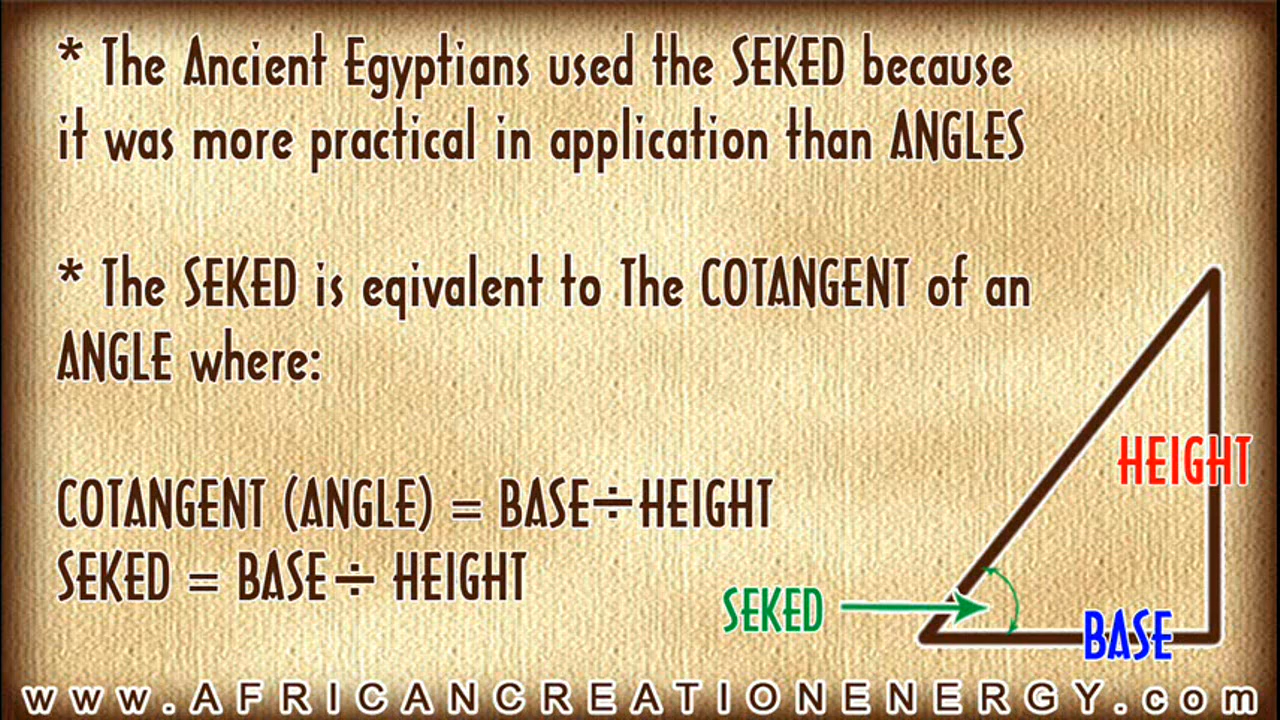 * The Ancient Egyptians used the SEKED because
it was more practical in application than ANGLES
* The SEKED is eqivalent to The COTANGENT of an
ANGLE where:
HEIGHT
COTANGENT (ANGLE) = BASE÷HEIGHT
SEKED = BASE÷ HEIGHT
SEKED
BASE
www.AFRICANCREATIONENERGY.com